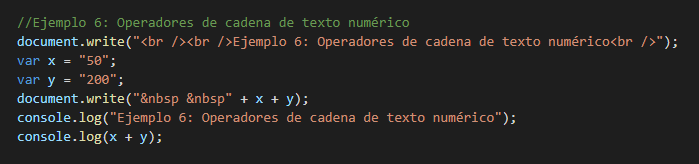 //Ejemplo 6: Operadores de cadena de texto numérico
document.write("<br /><br />Ejemplo 6: Operadores de cadena de texto numérico<br />");
var x = "50";
var y = "200";
document.write("&nbsp &nbsp" + x + y);
console.log("Ejemplo 6: Operadores de cadena de texto numérico");
console.log(x + y);